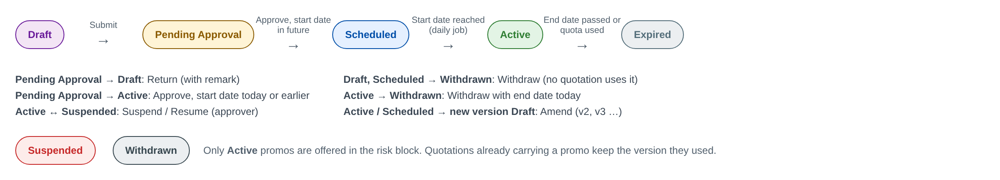 Draft
Submit
→
Pending Approval
Approve, start date
in future
→
Scheduled
Start date reached
(daily job)
→
Active
End date passed or
quota used
→
Expired
Pending Approval → Draft: Return (with remark)
Pending Approval → Active: Approve, start date today or earlier
Active ↔ Suspended: Suspend / Resume (approver)
Draft, Scheduled → Withdrawn: Withdraw (no quotation uses it)
Active → Withdrawn: Withdraw with end date today
Active / Scheduled → new version Draft: Amend (v2, v3 …)
Suspended
Withdrawn
Only Active promos are offered in the risk block. Quotations already carrying a promo keep the version they used.